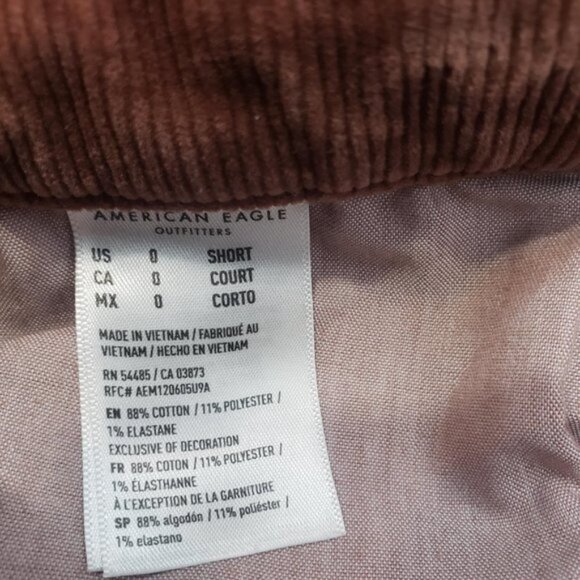 AMERICAN EAGLE
OUTFITTERS
US 0 SHORT
CA 0 COURT
MX 0 CORTO
MADE IN VIETNAM / FABRIQUÉ AU
VIETNAM / HECHO EN VIETNAM
RN 54485 / CA 03873
RFC# AEM120605U9A
EN 88% COTTON / 11% POLYESTER /
1% ELASTANE
EXCLUSIVE OF DECORATION
FR 88% COTON / 11% POLYESTER /
1% ÉLASTHANNE
À L'EXCEPTION DE LA GARNITURE
SP 88% algodón / 11% poliéster /
1% elastano